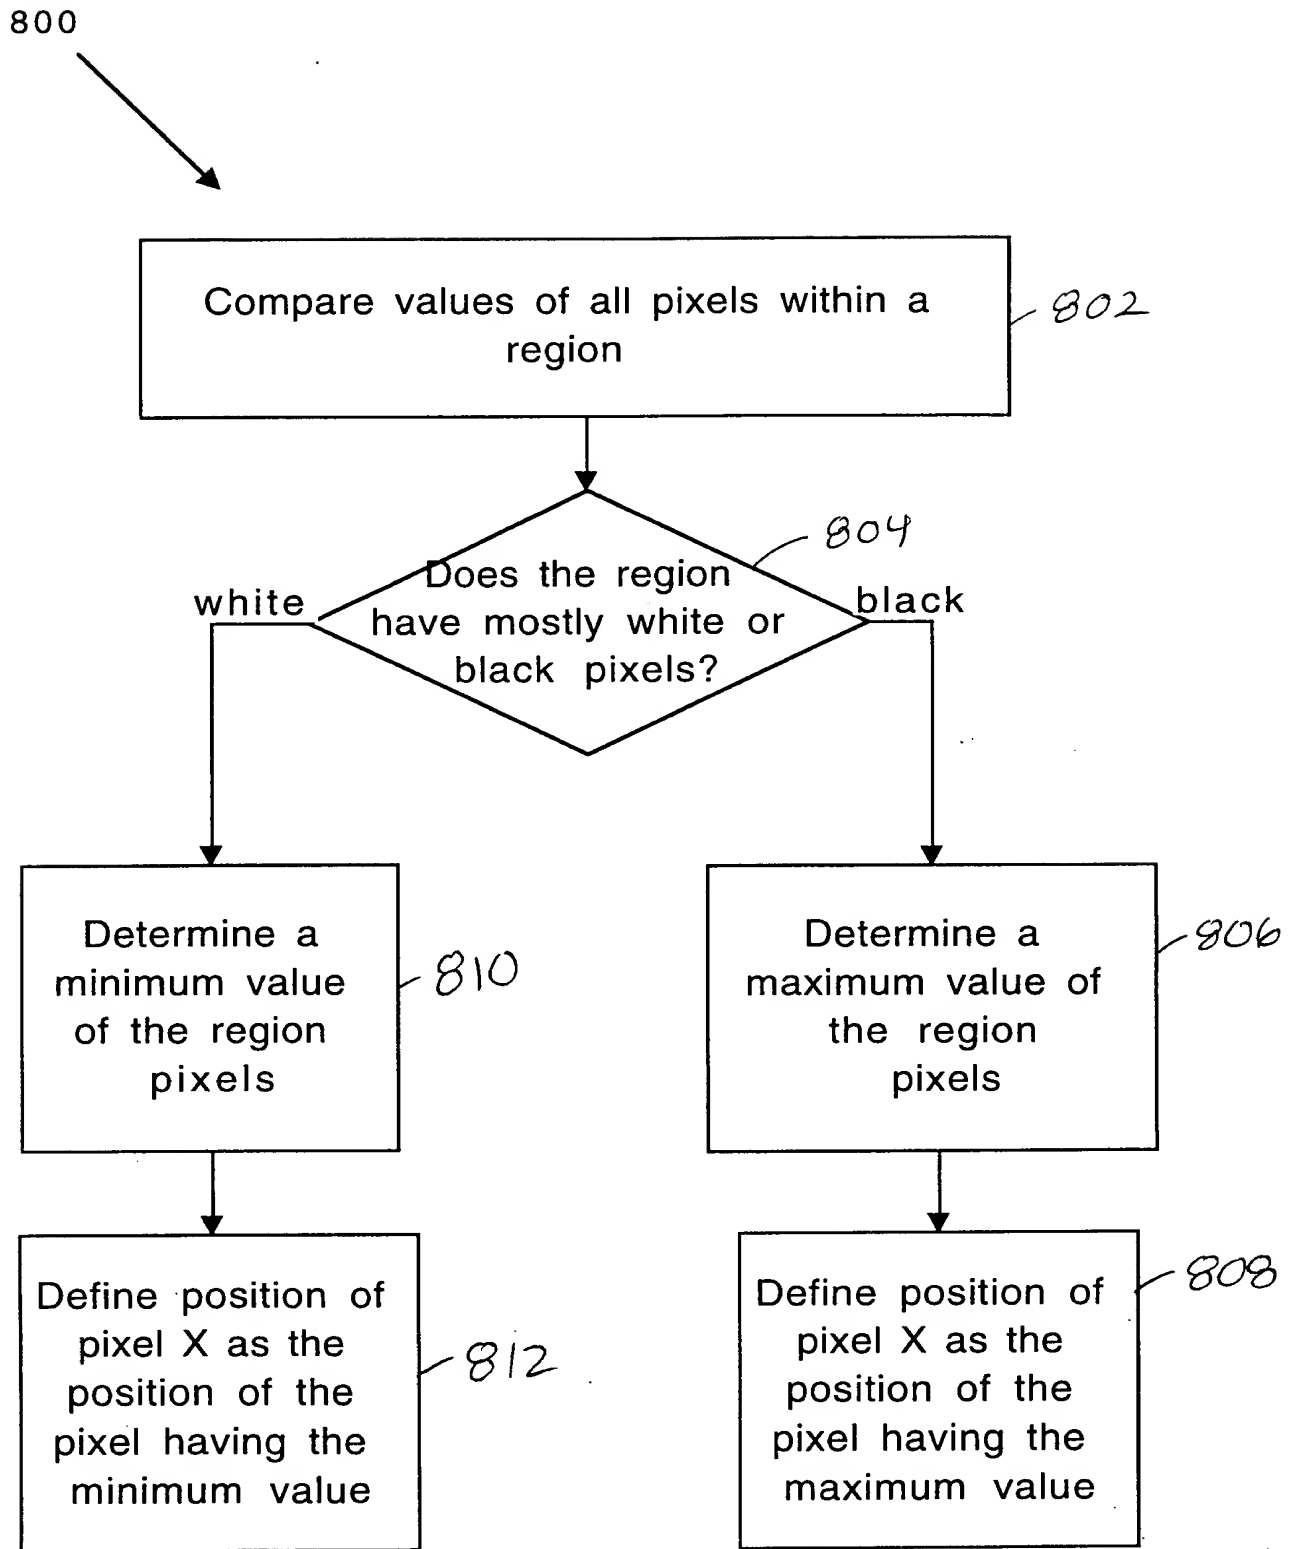 800
Compare values of all pixels within a
region
802
804
Does the region
have mostly white or
black pixels?
white
black
Determine a
minimum value
of the region
pixels
810
Determine a
maximum value of
the region
pixels
806
Define position of
pixel X as the
position of the
pixel having the
minimum value
812
Define position of
pixel X as the
position of the
pixel having the
maximum value
808